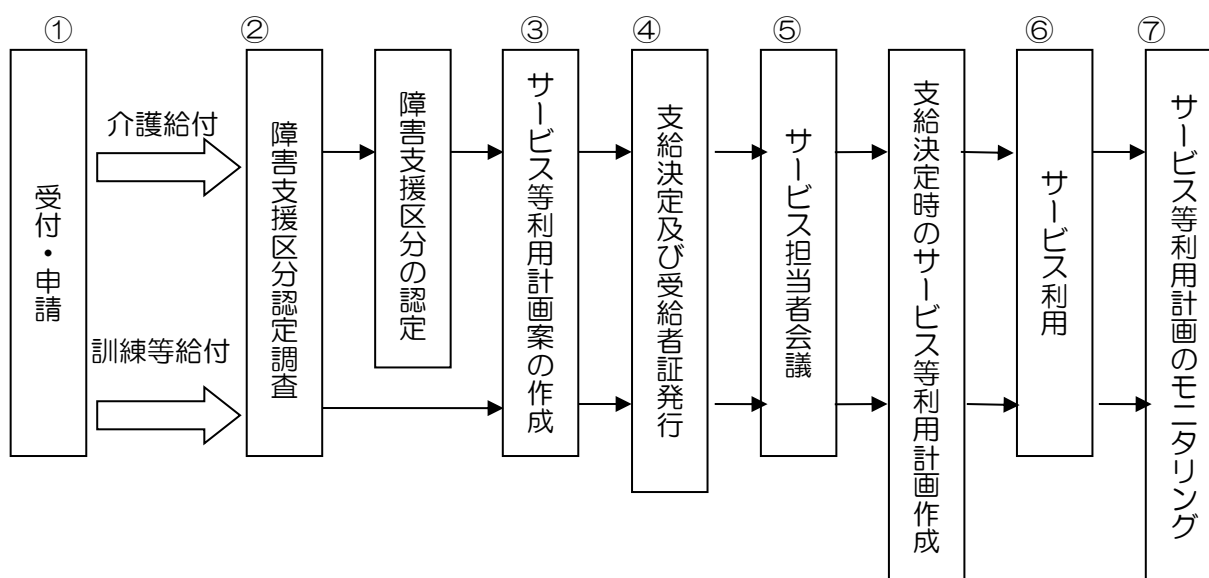 ①
受付・申請
介護給付
訓練等給付
②
障害支援区分認定調査
障害支援区分の認定
③
サービス等利用計画案の作成
④
支給決定及び受給者証発行
⑤
サービス担当者会議
支給決定時のサービス等利用計画作成
⑥
サービス利用
⑦
サービス等利用計画のモニタリング